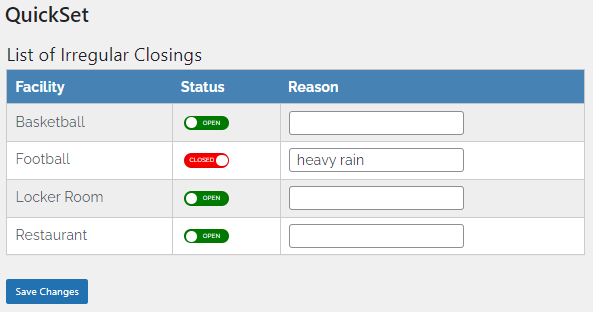 QuickSet
List of Irregular Closings
Facility Status Reason
Basketball OPEN
Football CLOSED heavy rain
Locker Room OPEN
Restaurant OPEN
Save Changes